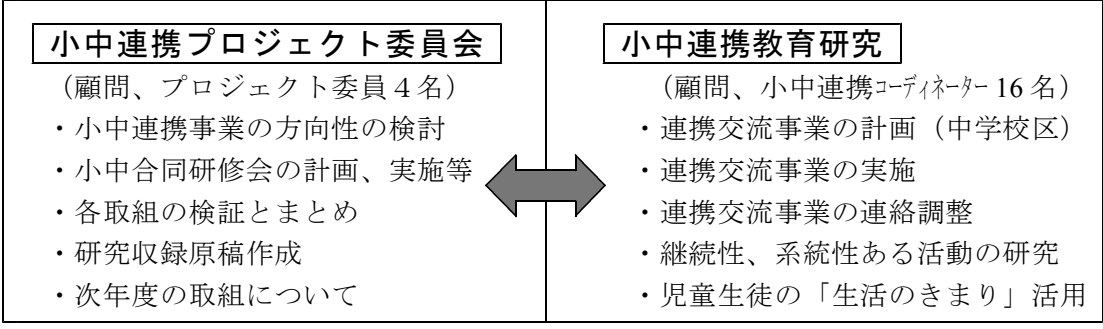 小中連携プロジェクト委員会
（顧問、プロジェクト委員４名）
・小中連携事業の方向性の検討
・小中合同研修会の計画、実施等
・各取組の検証とまとめ
・研究収録原稿作成
・次年度の取組について
小中連携教育研究
（顧問、小中連携ｺｰﾃﾞｨﾈｰﾀｰ 16 名）
・連携交流事業の計画（中学校区）
・連携交流事業の実施
・連携交流事業の連絡調整
・継続性、系統性ある活動の研究
・児童生徒の「生活のきまり」活用